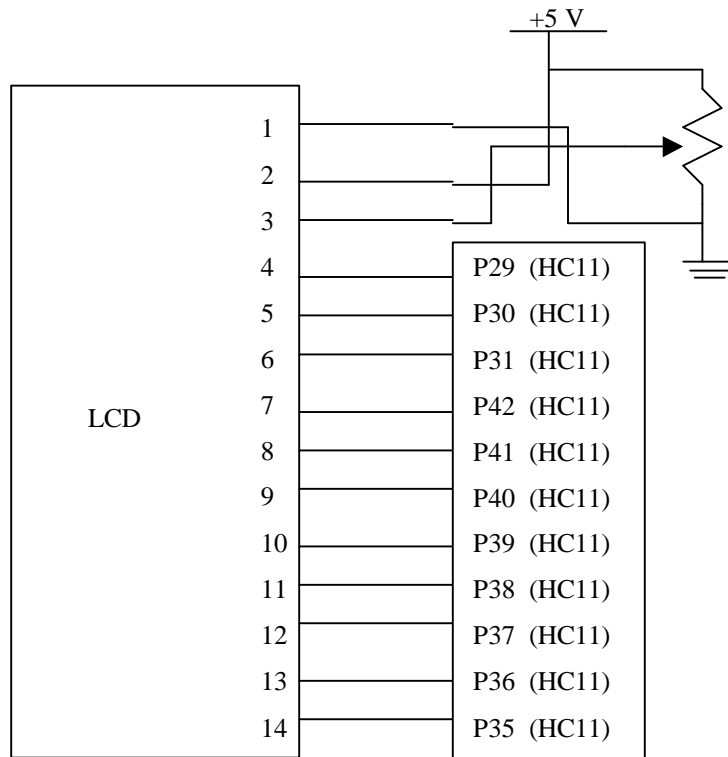 +5 V
1
2
3
4 P29 (HC11)
5 P30 (HC11)
6 P31 (HC11)
LCD
7 P42 (HC11)
8 P41 (HC11)
9 P40 (HC11)
10 P39 (HC11)
11 P38 (HC11)
12 P37 (HC11)
13 P36 (HC11)
14 P35 (HC11)